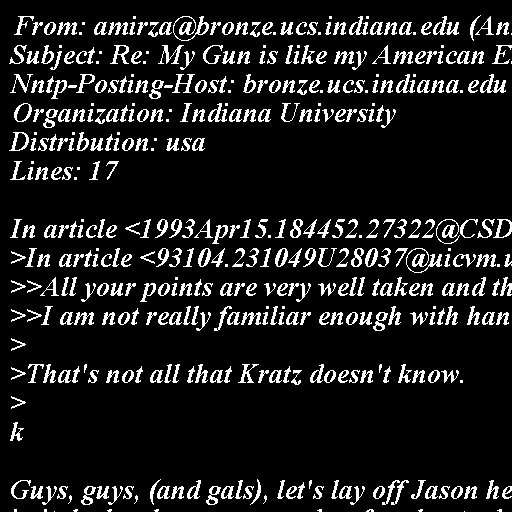 From: amirza@bronze.ucs.indiana.edu (An
Subject: Re: My Gun is like my American E
Nntp-Posting-Host: bronze.ucs.indiana.edu
Organization: Indiana University
Distribution: usa
Lines: 17

In article <1993Apr15.184452.27322@CSD
>In article <93104.231049U28037@uicvm.u
>>All your points are very well taken and th
>>I am not really familiar enough with han
>
>That's not all that Kratz doesn't know.
>
k

Guys, guys, (and gals), let's lay off Jason he